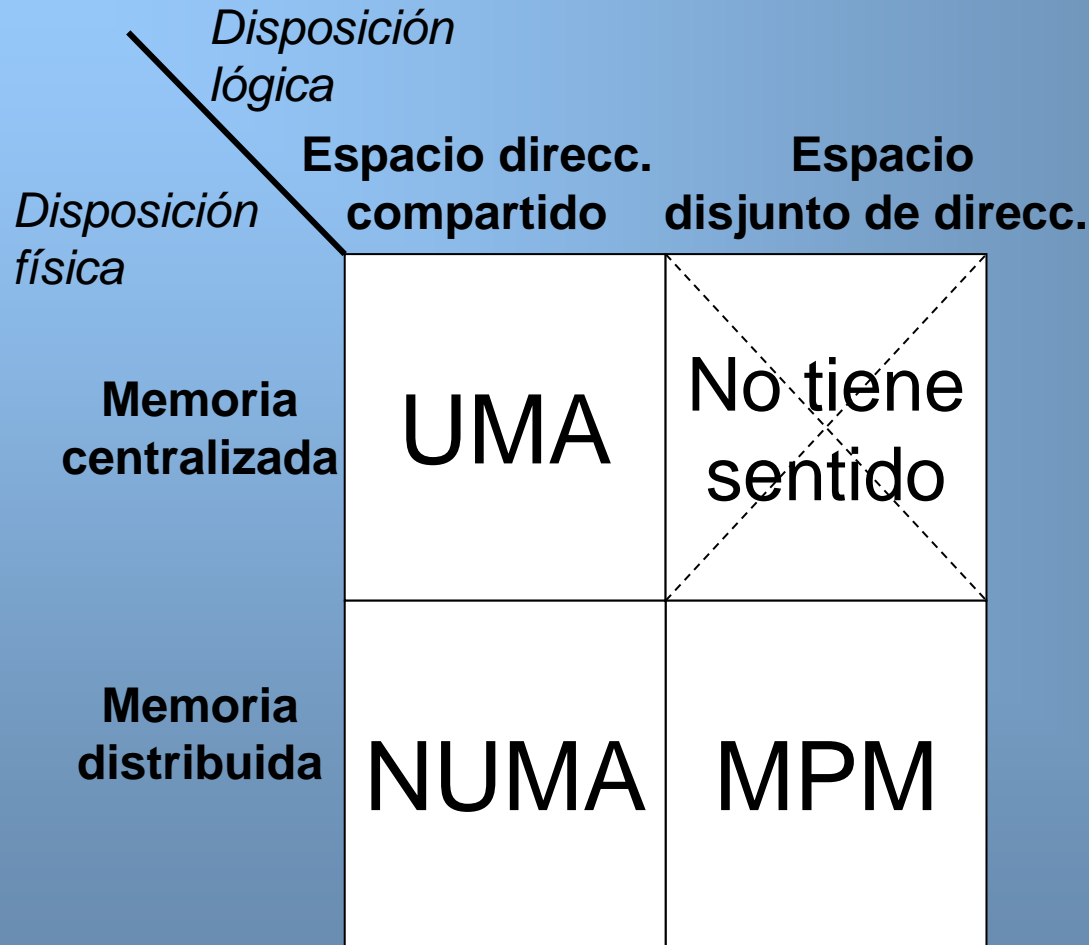 Disposición
lógica
Espacio direcc.
compartido
Espacio
disjunto de direcc.
Disposición
física
Memoria
centralizada
UMA
No tiene
sentido
Memoria
distribuida
NUMA
MPM